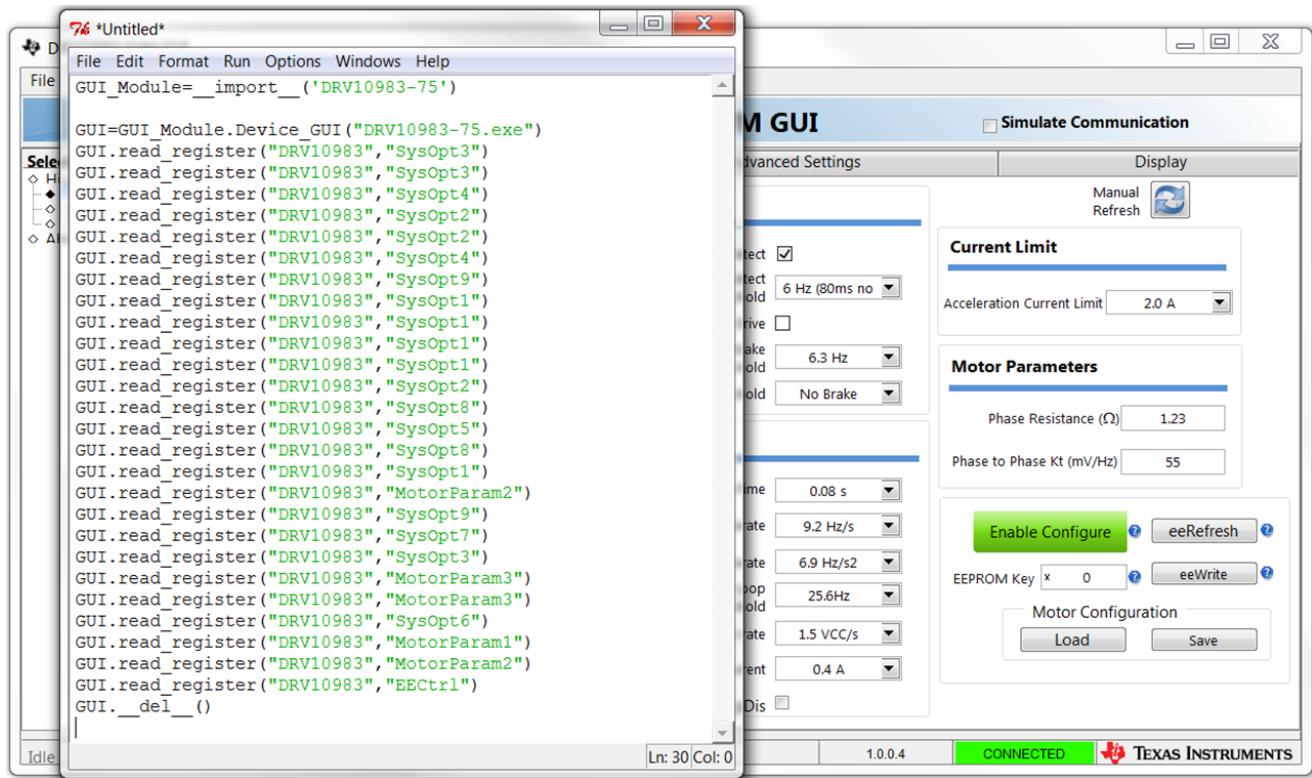 *Untitled*
File Edit Format Run Options Windows Help
GUI_Module=__import__('DRV10983-75')
GUI=GUI_Module.Device_GUI("DRV10983-75.exe")
GUI.read_register("DRV10983","SysOpt3")
GUI.read_register("DRV10983","SysOpt3")
GUI.read_register("DRV10983","SysOpt4")
GUI.read_register("DRV10983","SysOpt2")
GUI.read_register("DRV10983","SysOpt2")
GUI.read_register("DRV10983","SysOpt4")
GUI.read_register("DRV10983","SysOpt9")
GUI.read_register("DRV10983","SysOpt1")
GUI.read_register("DRV10983","SysOpt1")
GUI.read_register("DRV10983","SysOpt1")
GUI.read_register("DRV10983","SysOpt1")
GUI.read_register("DRV10983","SysOpt2")
GUI.read_register("DRV10983","SysOpt8")
GUI.read_register("DRV10983","SysOpt5")
GUI.read_register("DRV10983","SysOpt8")
GUI.read_register("DRV10983","SysOpt1")
GUI.read_register("DRV10983","MotorParam2")
GUI.read_register("DRV10983","SysOpt9")
GUI.read_register("DRV10983","SysOpt7")
GUI.read_register("DRV10983","SysOpt3")
GUI.read_register("DRV10983","MotorParam3")
GUI.read_register("DRV10983","MotorParam3")
GUI.read_register("DRV10983","SysOpt6")
GUI.read_register("DRV10983","MotorParam1")
GUI.read_register("DRV10983","MotorParam2")
GUI.read_register("DRV10983","EECtrl")
GUI.__del__()
Ln: 30 Col: 0
File
M GUI
Simulate Communication
Sele
dvanced Settings
Display
Manual
Refresh
tect
tect
old
6 Hz (80ms no
rive
ake
old
6.3 Hz
old
No Brake
Current Limit
Acceleration Current Limit
2.0 A
Motor Parameters
Phase Resistance (Ω)
1.23
Phase to Phase Kt (mV/Hz)
55
ime
0.08 s
rate
9.2 Hz/s
rate
6.9 Hz/s2
oop
old
25.6Hz
rate
1.5 VCC/s
rent
0.4 A
Dis
Enable Configure
eeRefresh
EEPROM Key
x 0
eeWrite
Motor Configuration
Load
Save
Idle
1.0.0.4
CONNECTED
TEXAS INSTRUMENTS